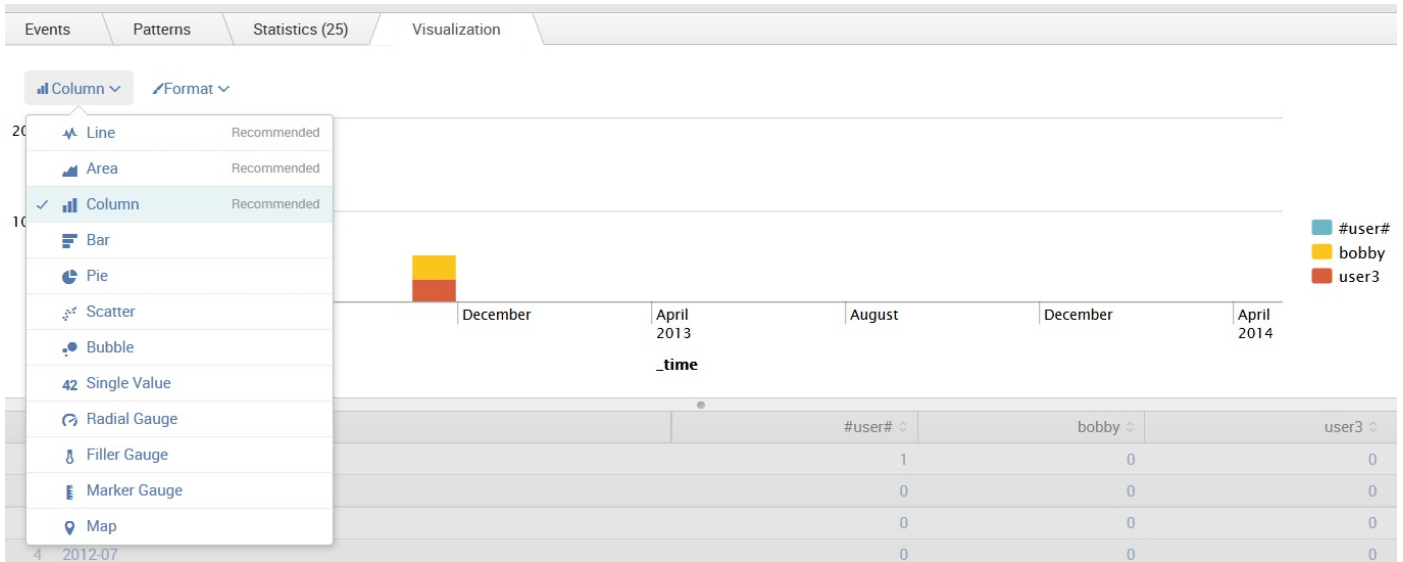 Events Patterns Statistics (25) Visualization
Column Format
20
Line Recommended
Area Recommended
Column Recommended
10
Bar
Pie
Scatter
Bubble
42 Single Value
Radial Gauge
Filler Gauge
Marker Gauge
Map
#user#
bobby
user3
December April August December April
2013 2014
_time
#user# bobby user3
1 0 0
0 0 0
0 0 0
4 2012-07 0 0 0